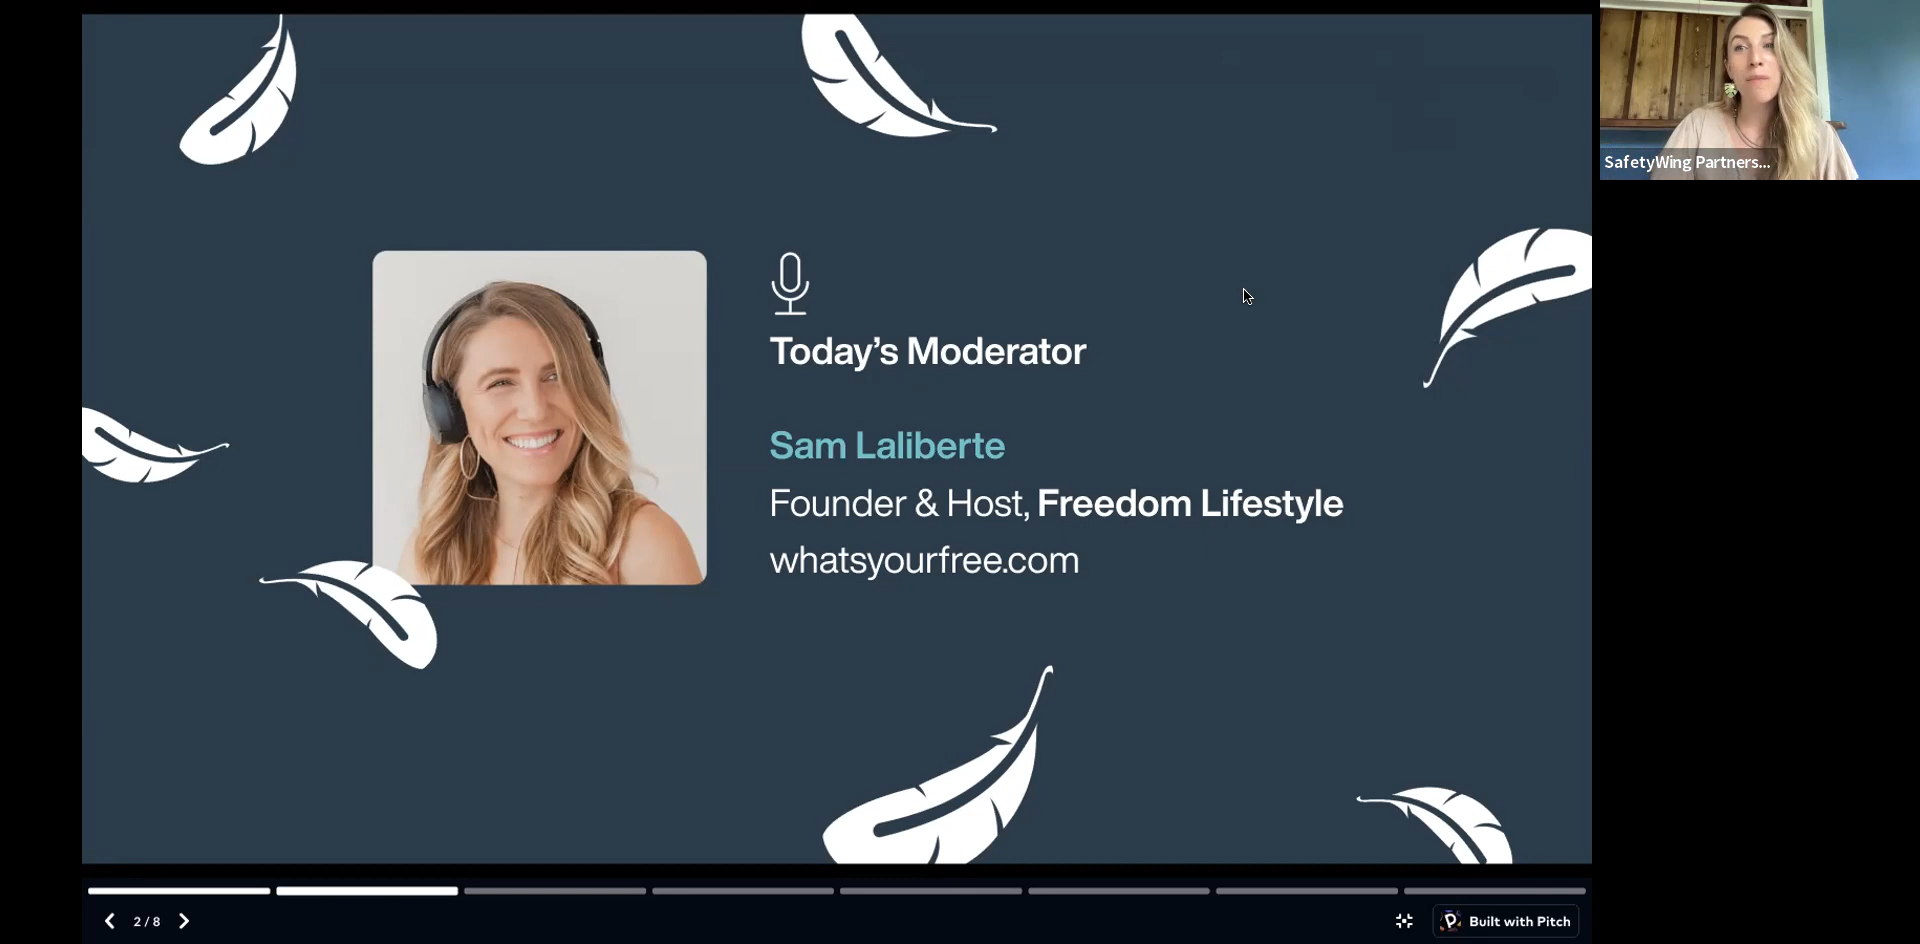 SafetyWing Partners...
Today’s Moderator
Sam Laliberte
Founder & Host, Freedom Lifestyle
whatsyourfree.com
2 / 8
Built with Pitch